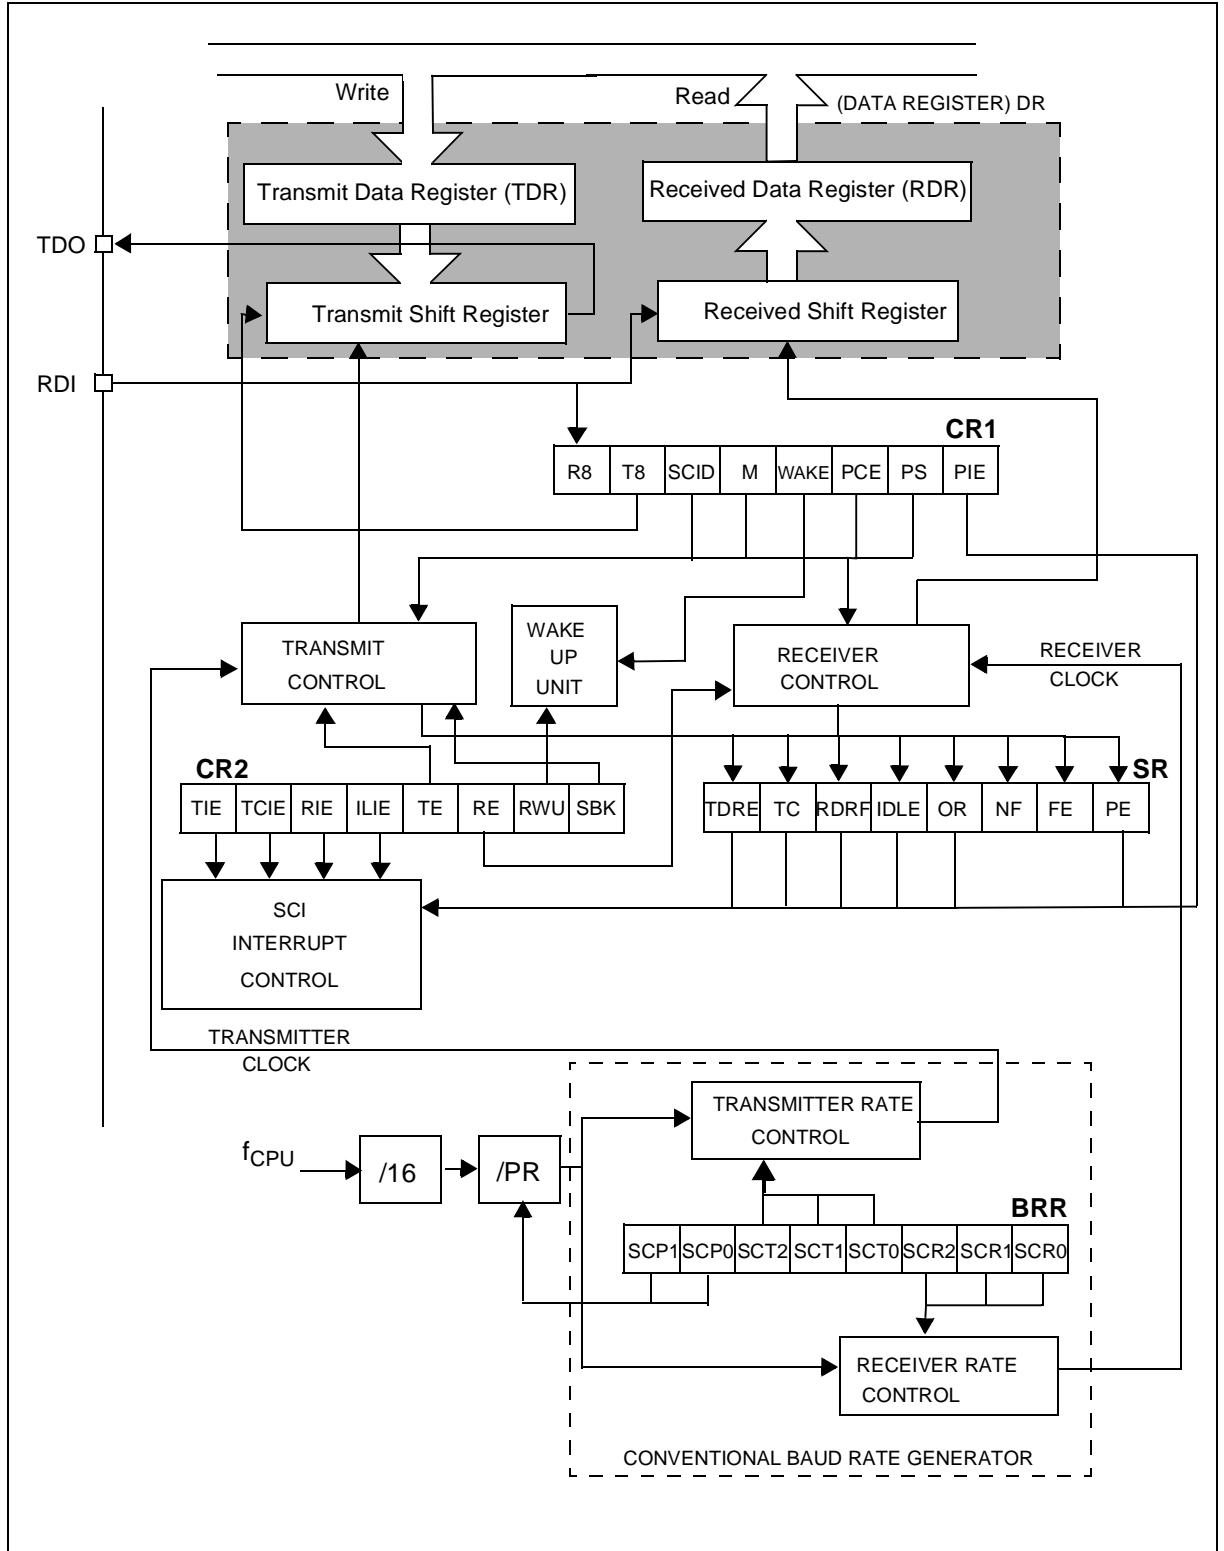 Write
Read
(DATA REGISTER) DR
Transmit Data Register (TDR)
Received Data Register (RDR)
TDO
Transmit Shift Register
Received Shift Register
RDI
CR1
R8 T8 SCID M WAKE PCE PS PIE
TRANSMIT
CONTROL
WAKE
UP
UNIT
RECEIVER
CONTROL
RECEIVER
CLOCK
CR2
TIE TCIE RIE ILIE TE RE RWU SBK
SR
TDRE TC RDRF IDLE OR NF FE PE
SCI
INTERRUPT
CONTROL
TRANSMITTER
CLOCK
TRANSMITTER RATE
CONTROL
fCPU
/16
/PR
BRR
SCP1 SCP0 SCT2 SCT1 SCT0 SCR2 SCR1 SCR0
RECEIVER RATE
CONTROL
CONVENTIONAL BAUD RATE GENERATOR